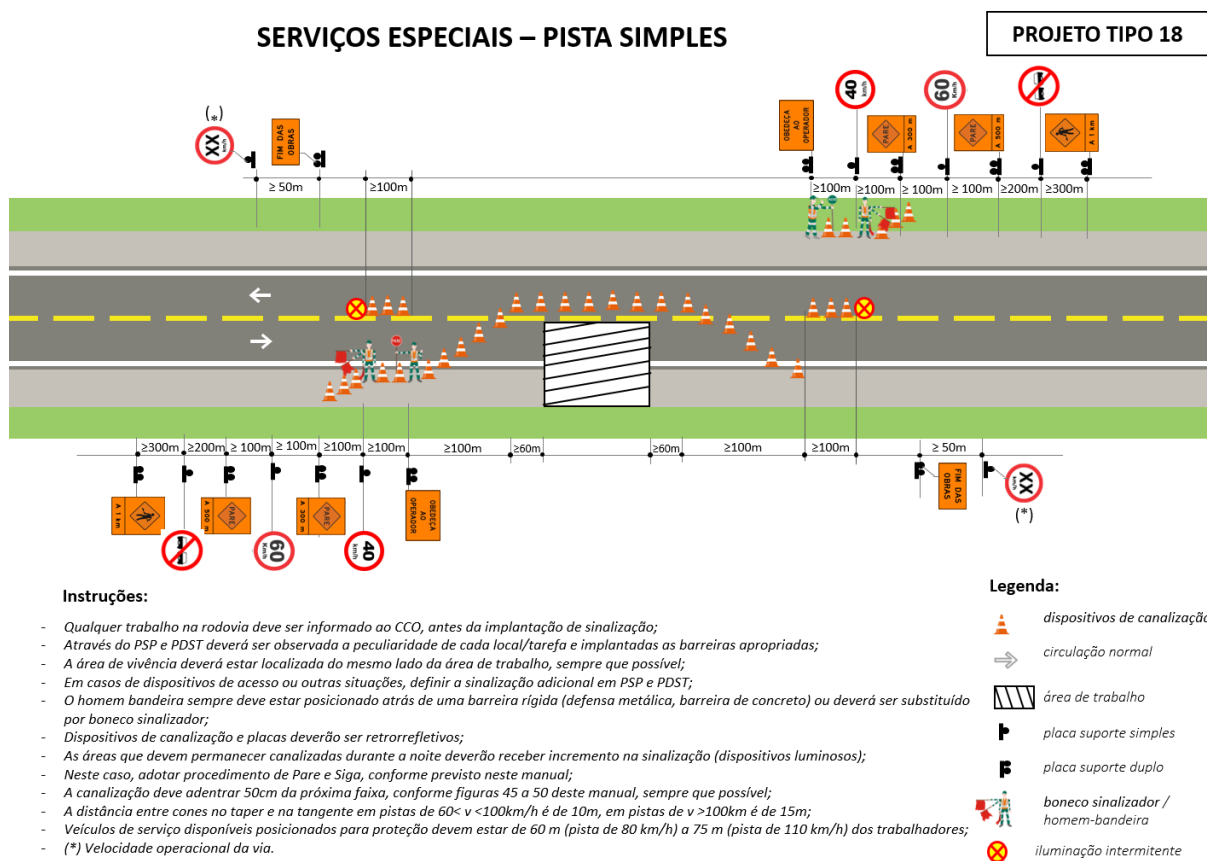 SERVIÇOS ESPECIAIS – PISTA SIMPLES
PROJETO TIPO 18
(*)
XX
km/h
FIM DAS
OBRAS
OBEDEÇA
AO
OPERADOR
40
km/h
PARE
A 300 m
60
Km/h
PARE
A 500 m
A 1 km
≥ 50m
≥100m
≥100m
≥100m
≥ 100m
≥ 100m
≥200m
≥300m
≥300m
≥200m
≥ 100m
≥ 100m
≥100m
≥100m
≥100m
≥60m
≥60m
≥100m
≥100m
≥ 50m
A 1 km
PARE
A 500 m
60
Km/h
PARE
A 300 m
40
km/h
OBEDEÇA
AO
OPERADOR
FIM DAS
OBRAS
XX
km/h
(*)
Instruções:
- Qualquer trabalho na rodovia deve ser informado ao CCO, antes da implantação de sinalização;
- Através do PSP e PDST deverá ser observada a peculiaridade de cada local/tarefa e implantadas as barreiras apropriadas;
- A área de vivência deverá estar localizada do mesmo lado da área de trabalho, sempre que possível;
- Em casos de dispositivos de acesso ou outras situações, definir a sinalização adicional em PSP e PDST;
- O homem bandeira sempre deve estar posicionado atrás de uma barreira rígida (defensa metálica, barreira de concreto) ou deverá ser substituído
por boneco sinalizador;
- Dispositivos de canalização e placas deverão ser retrorrefletivos;
- As áreas que devem permanecer canalizadas durante a noite deverão receber incremento na sinalização (dispositivos luminosos);
- Neste caso, adotar procedimento de Pare e Siga, conforme previsto neste manual;
- A canalização deve adentrar 50cm da próxima faixa, conforme figuras 45 a 50 deste manual, sempre que possível;
- A distância entre cones no taper e na tangente em pistas de 60< v <100km/h é de 10m, em pistas de v >100km é de 15m;
- Veículos de serviço disponíveis posicionados para proteção devem estar de 60 m (pista de 80 km/h) a 75 m (pista de 110 km/h) dos trabalhadores;
- (*) Velocidade operacional da via.
Legenda:
dispositivos de canalização
circulação normal
área de trabalho
placa suporte simples
placa suporte duplo
boneco sinalizador /
homem-bandeira
iluminação intermitente